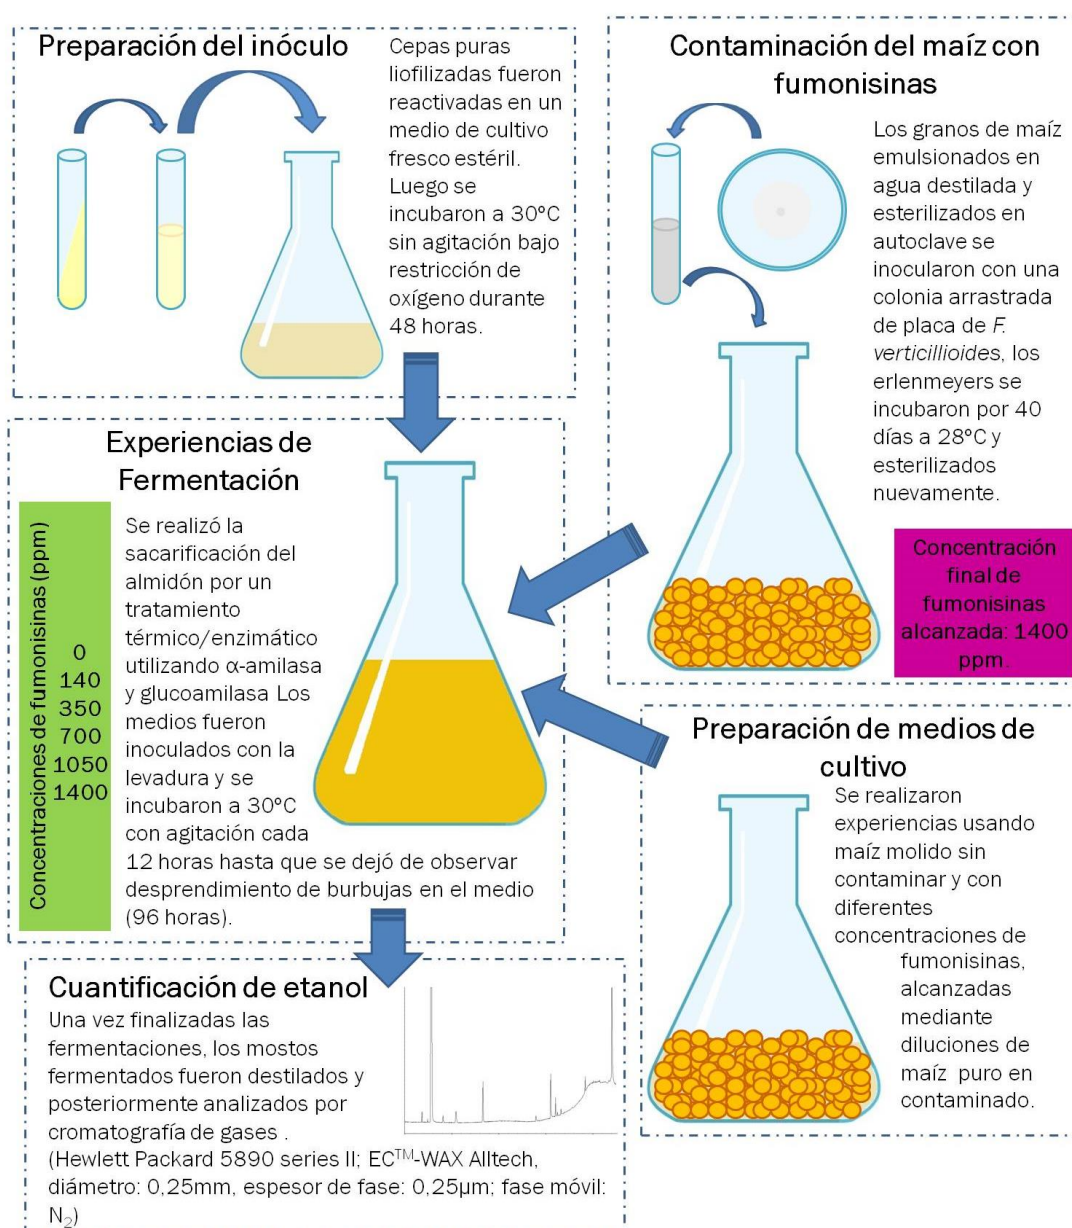 Preparación del inóculo
Cepas puras
liofilizadas fueron
reactivadas en un
medio de cultivo
fresco estéril.
Luego se
incubaron a 30ºC
sin agitación bajo
restricción de
oxígeno durante
48 horas.
Contaminación del maíz con
fumonisinas
Los granos de maíz
emulsionados en
agua destilada y
esterilizados en
autoclave se
inocularon con una
colonia arrastrada
de placa de F.
verticillioides, los
erlenmeyers se
incubaron por 40
días a 28ºC y
esterilizados
nuevamente.
Concentración
final de
fumonisinas
alcanzada: 1400
ppm.
Experiencias de
Fermentación
Concentraciones de fumonisinas (ppm)
0
140
350
700
1050
1400
Se realizó la
sacarificación del
almidón por un
tratamiento
térmico/enzimático
utilizando α-amilasa
y glucoamilasa Los
medios fueron
inoculados con la
levadura y se
incubaron a 30ºC
con agitación cada
12 horas hasta que se dejó de observar
desprendimiento de burbujas en el medio
(96 horas).
Preparación de medios de
cultivo
Se realizaron
experiencias usando
maíz molido sin
contaminar y con
diferentes
concentraciones de
fumonisinas,
alcanzadas
mediante
diluciones de
maíz puro en
contaminado.
Cuantificación de etanol
Una vez finalizadas las
fermentaciones, los mostos
fermentados fueron destilados y
posteriormente analizados por
cromatografía de gases .
(Hewlett Packard 5890 series II; EC™-WAX Alltech,
diámetro: 0,25mm, espesor de fase: 0,25µm; fase móvil:
N₂)